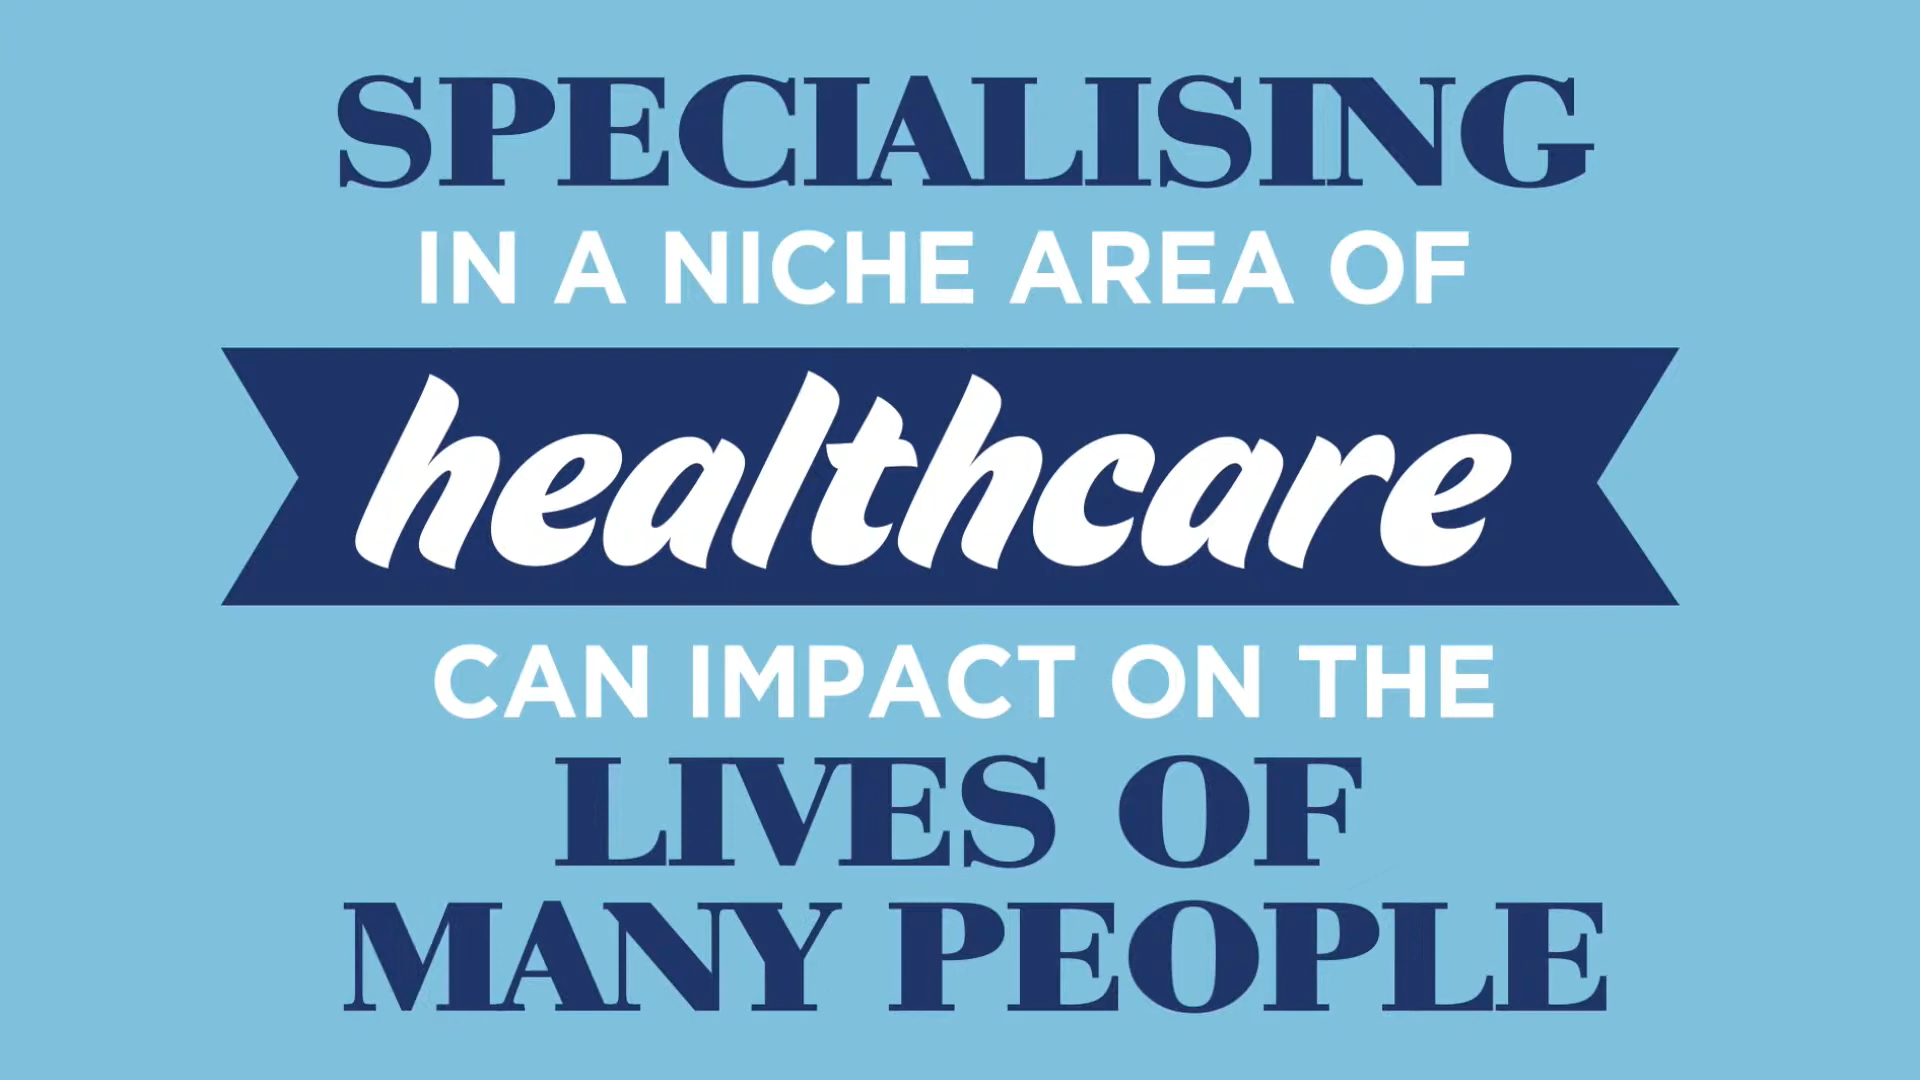 SPECIALISING
IN A NICHE AREA OF
healthcare
CAN IMPACT ON THE
LIVES OF
MANY PEOPLE